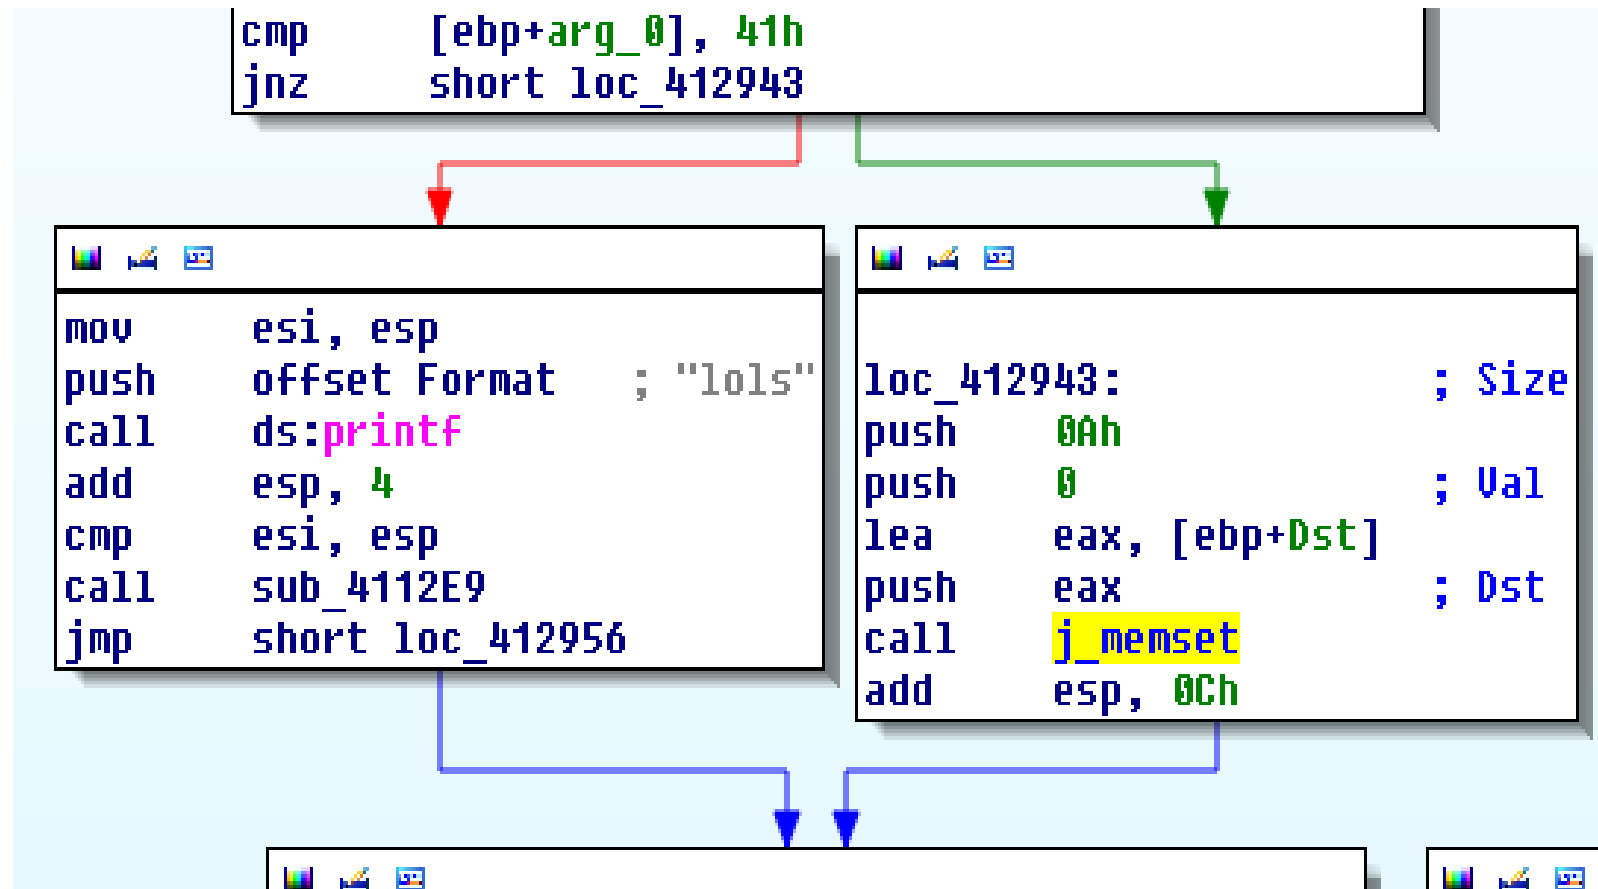 cmp [ebp+arg_0], 41h
jnz short loc_412943
mov esi, esp
push offset Format ; "lols"
call ds:printf
add esp, 4
cmp esi, esp
call sub_4112E9
jmp short loc_412956
loc_412943: ; Size
push 0Ah
push 0 ; Val
lea eax, [ebp+Dst]
push eax ; Dst
call j_memset
add esp, 0Ch